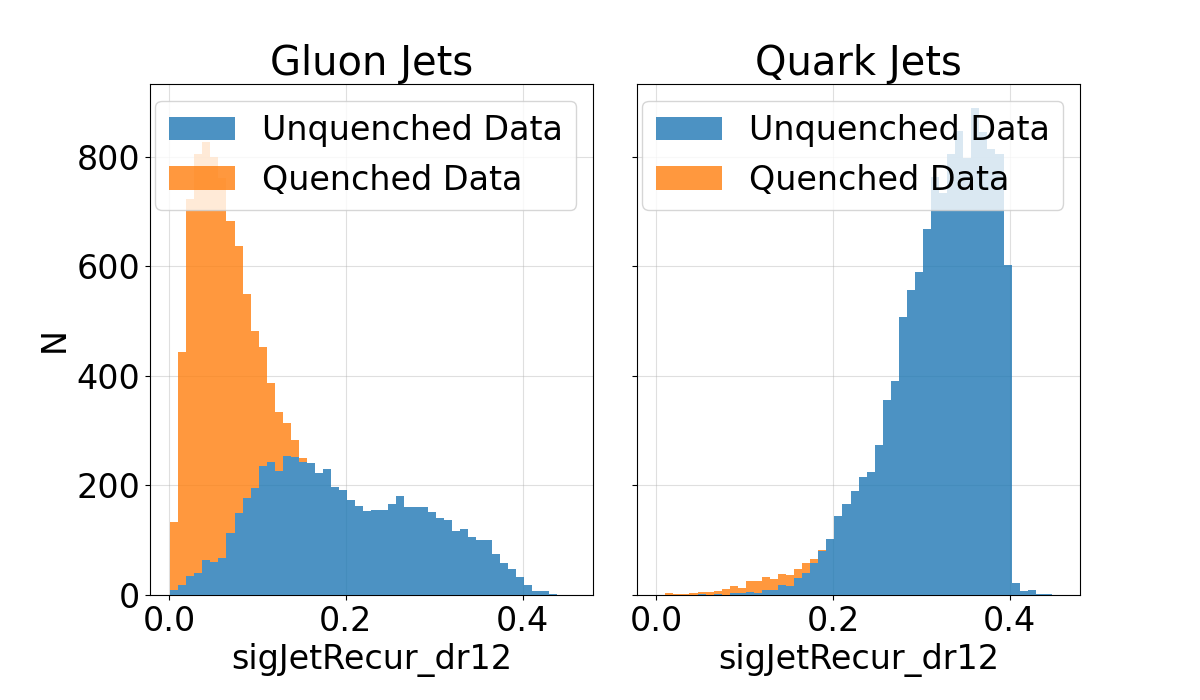 Gluon Jets
Quark Jets
Unquenched Data
Quenched Data
Unquenched Data
Quenched Data
N
800
600
400
200
0
0.0 0.2 0.4
0.0 0.2 0.4
sigJetRecur_dr12
sigJetRecur_dr12